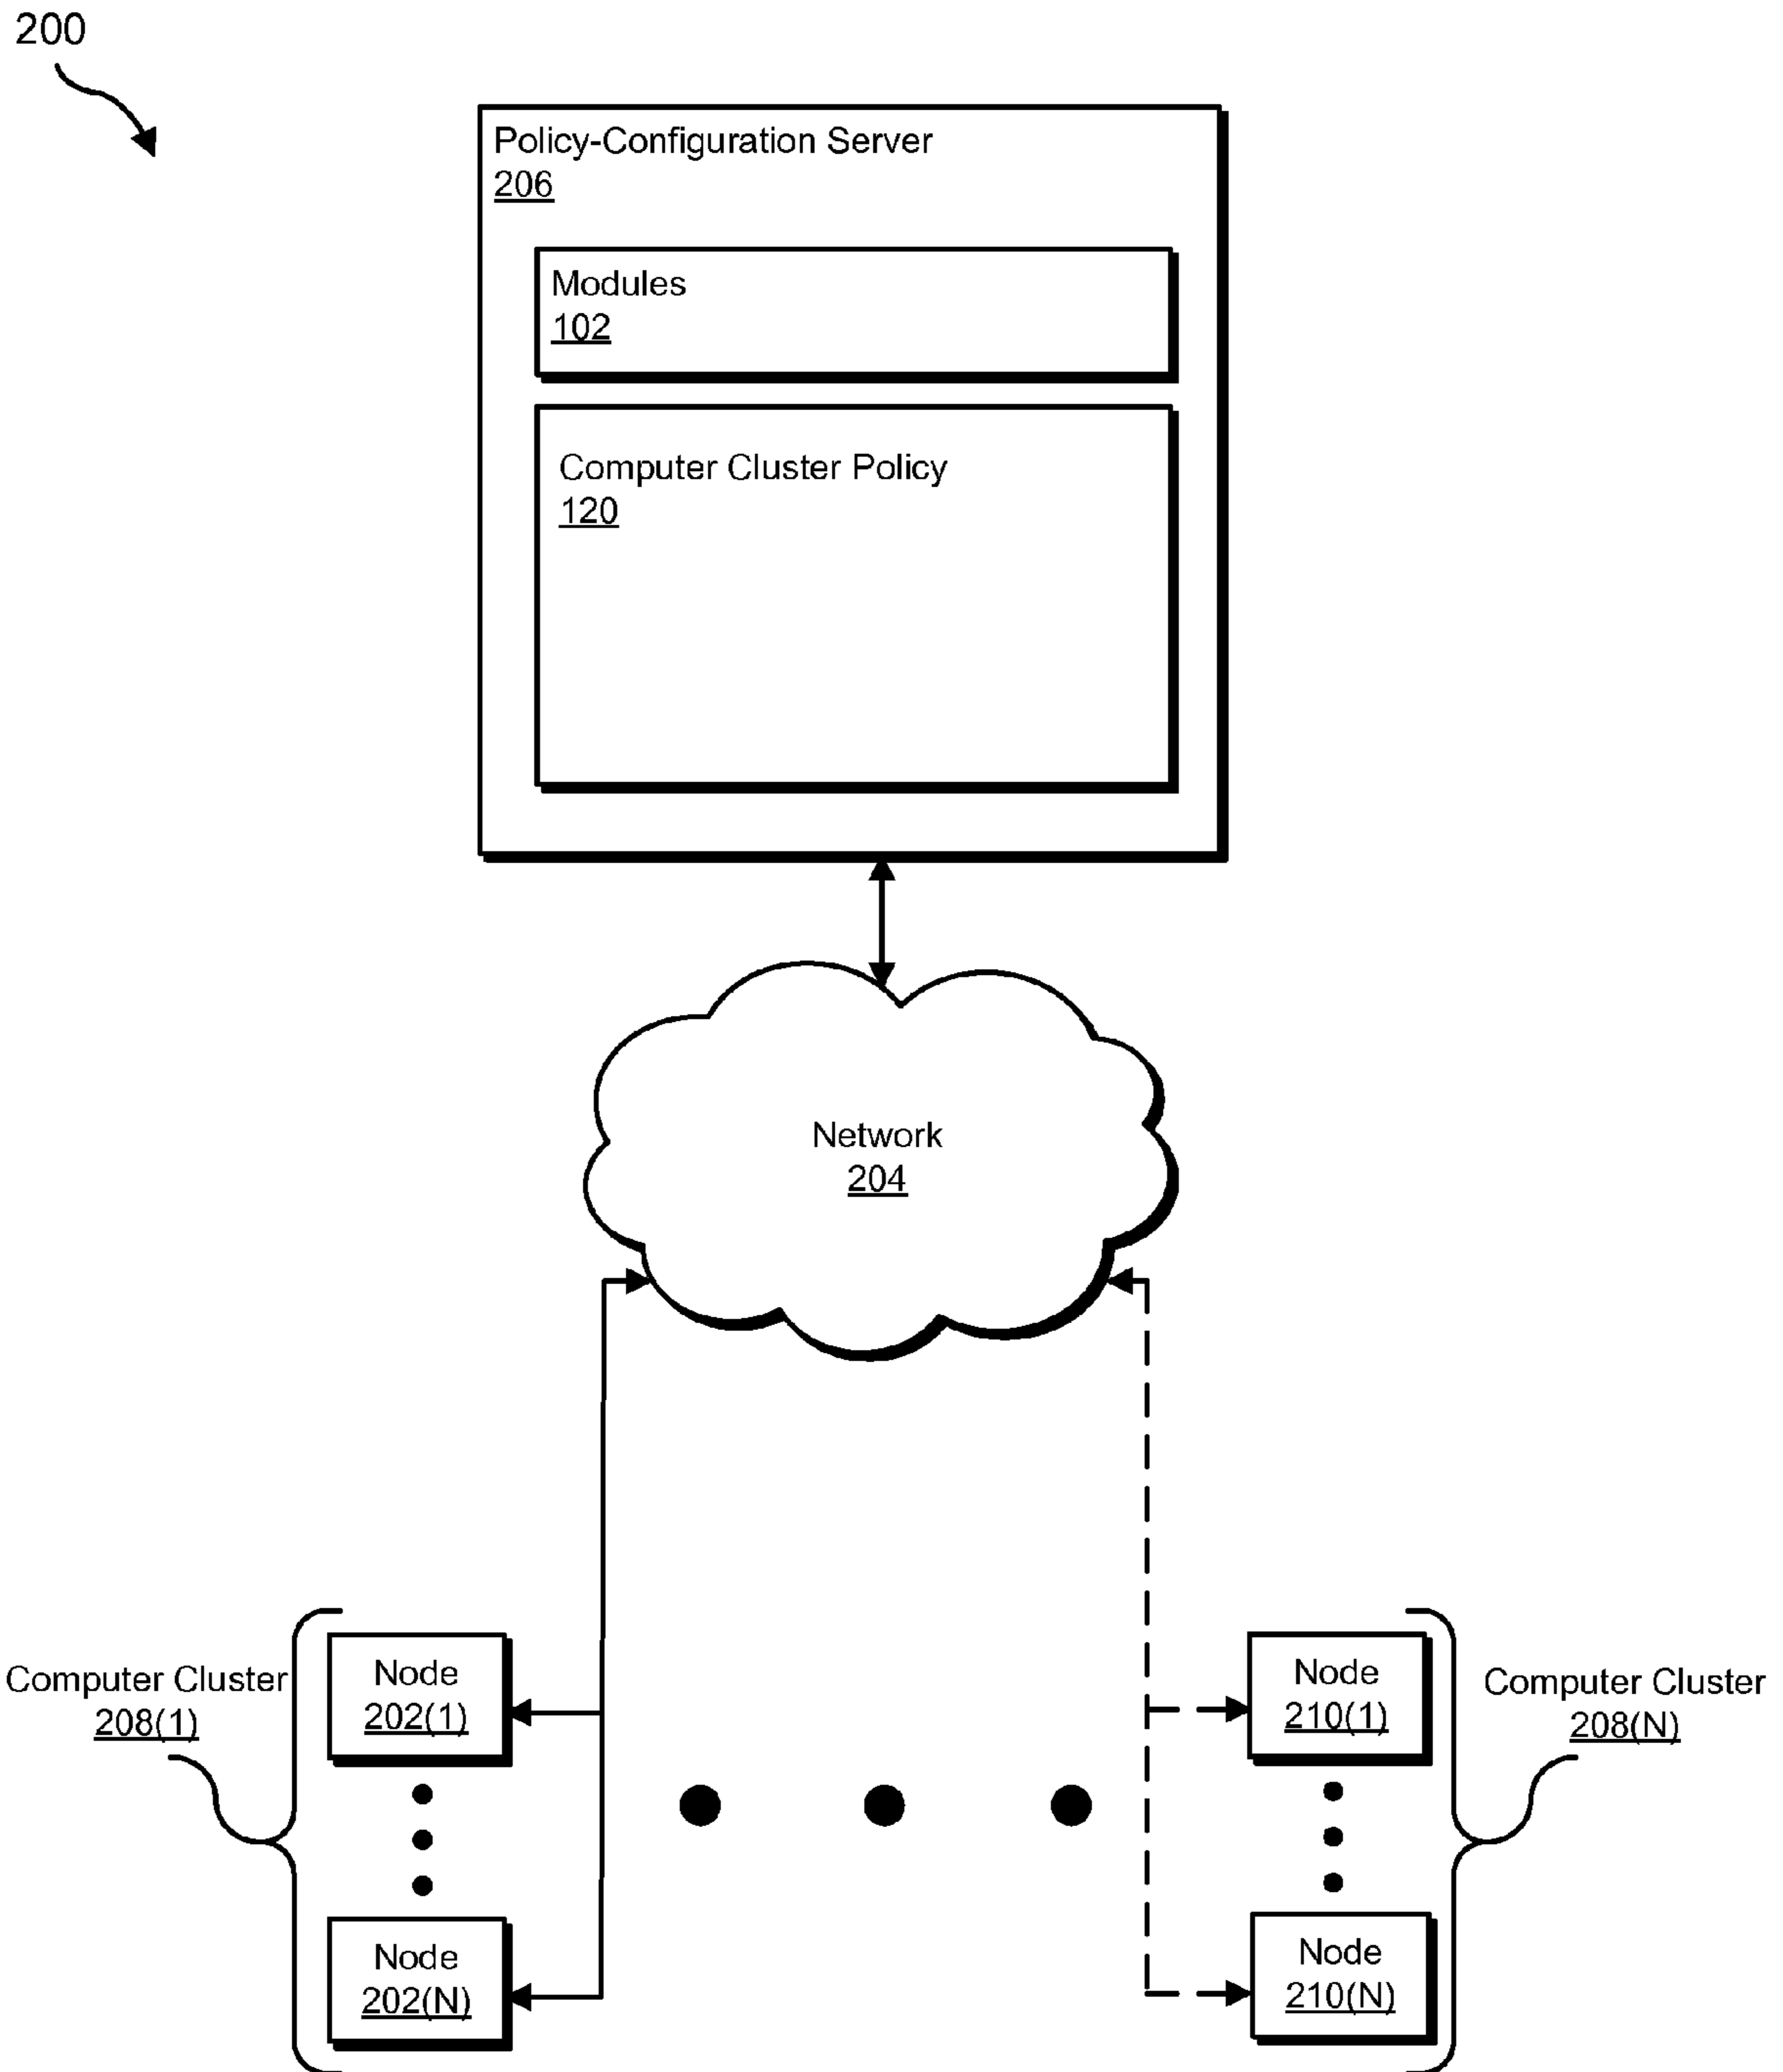 200
Policy-Configuration Server
206
Modules
102
Computer Cluster Policy
120
Network
204
Computer Cluster
208(1)
Node
202(1)
Node
202(N)
Node
210(1)
Node
210(N)
Computer Cluster
208(N)